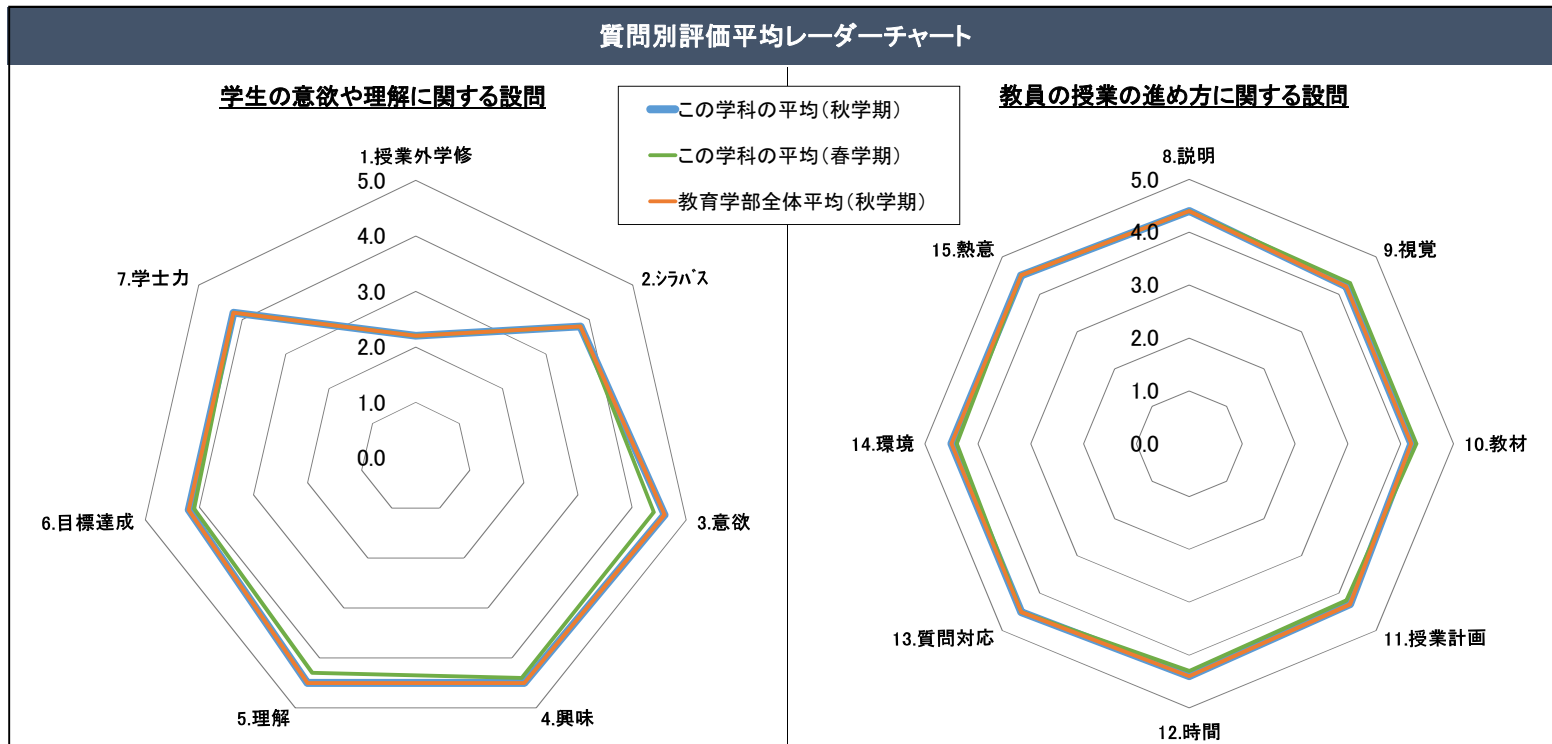 質問別評価平均レーダーチャート
学生の意欲や理解に関する設問
1.授業外学修
2.ｼﾗﾊﾞｽ
3.意欲
4.興味
5.理解
6.目標達成
7.学士力
5.0
4.0
3.0
2.0
1.0
0.0
この学科の平均（秋学期）
この学科の平均（春学期）
教育学部全体平均（秋学期）
教員の授業の進め方に関する設問
8.説明
9.視覚
10.教材
11.授業計画
12.時間
13.質問対応
14.環境
15.熱意
5.0
4.0
3.0
2.0
1.0
0.0